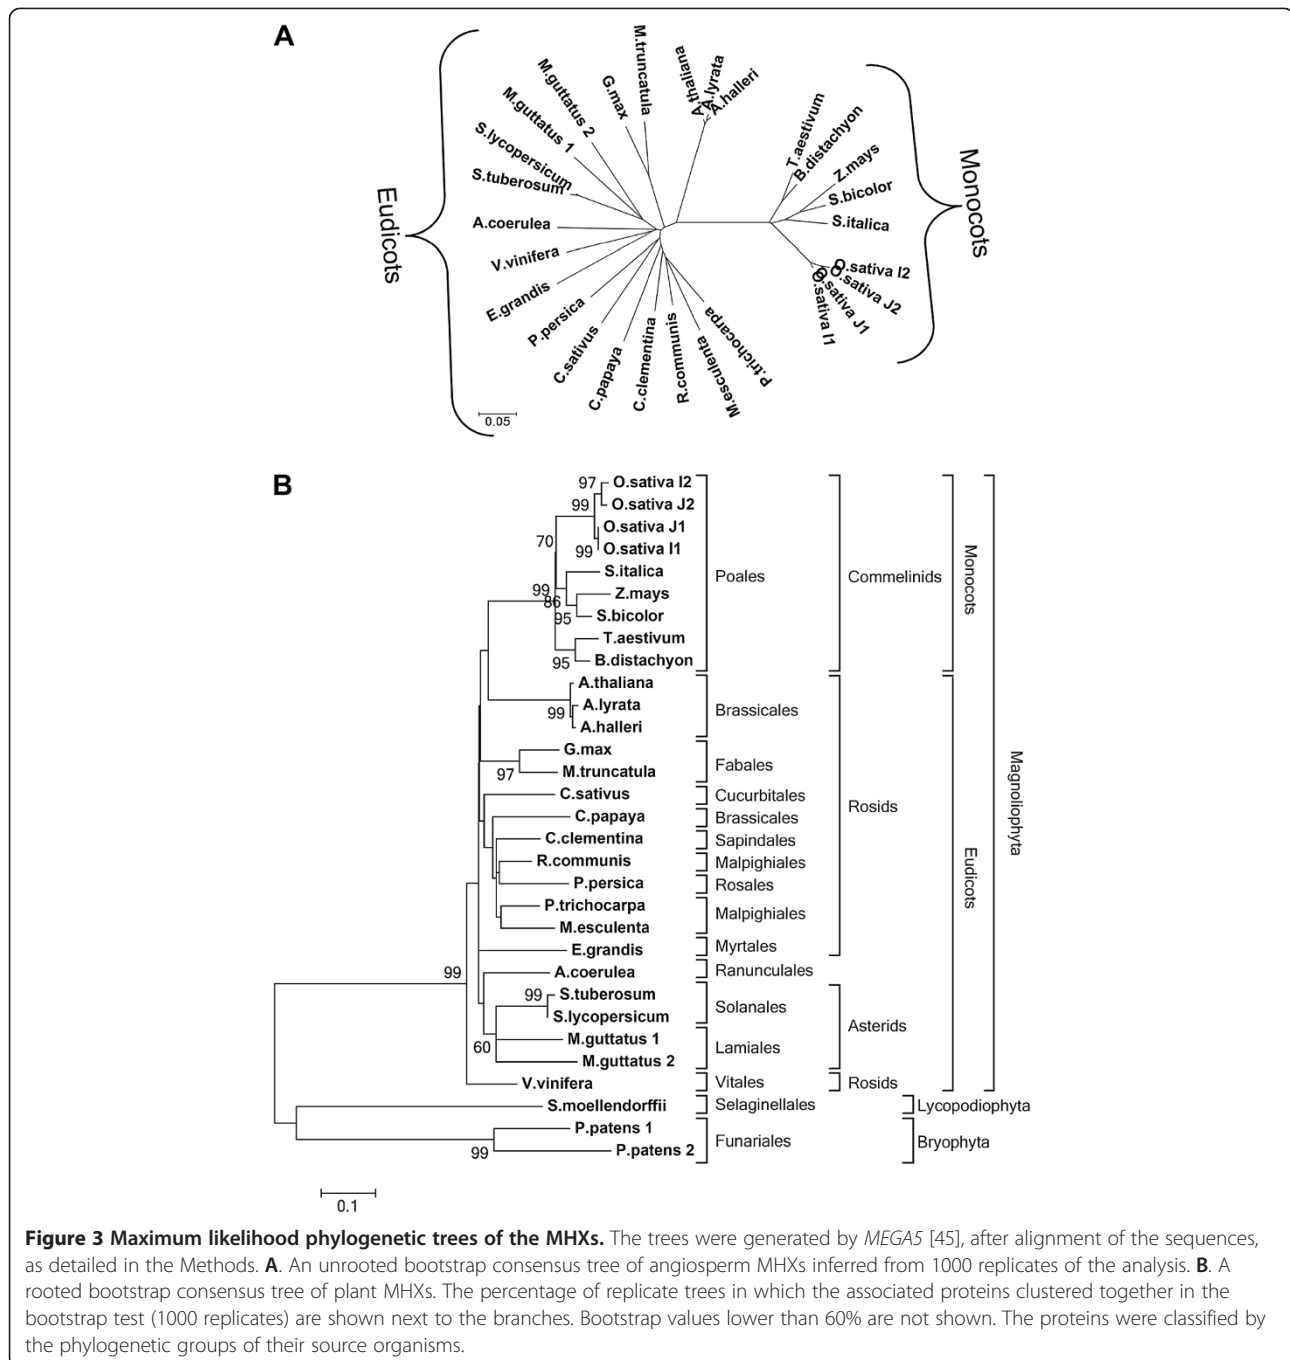 A
Eudicots
Monocots
M.truncatula
A.thaliana
A.lyrata
A.halleri
G.max
M.guttatus 2
M.guttatus 1
S.lycopersicum
S.tuberosum
A.coerulea
V.vinifera
E.grandis
P.persica
C.sativus
C.papaya
C.clementina
R.communis
M.esculenta
P.trichocarpa
T.aestivum
B.distachyon
Z.mays
S.bicolor
S.italica
O.sativa I2
O.sativa J2
O.sativa J1
O.sativa I1
0.05
B
97 O.sativa I2
99 O.sativa J2
O.sativa J1
99 O.sativa I1
70
S.italica
Poales
Commelinids
Monocots
99
86
Z.mays
95 S.bicolor
T.aestivum
95 B.distachyon
A.thaliana
A.lyrata
Brassicales
99 A.halleri
G.max
Fabales
97 M.truncatula
Magnoliophyta
C.sativus
Cucurbitales
Rosids
C.papaya
Brassicales
C.clementina
Sapindales
R.communis
Malpighiales
Eudicots
P.persica
Rosales
P.trichocarpa
Malpighiales
M.esculenta
E.grandis
Myrtales
99
A.coerulea
Ranunculales
99 S.tuberosum
Solanales
S.lycopersicum
Asterids
M.guttatus 1
60
Lamiales
M.guttatus 2
V.vinifera
Vitales
Rosids
S.moellendorffii
Selaginellales
Lycopodiophyta
P.patens 1
Funariales
Bryophyta
99 P.patens 2
0.1
Figure 3 Maximum likelihood phylogenetic trees of the MHXs. The trees were generated by MEGA5 [45], after alignment of the sequences,
as detailed in the Methods. A. An unrooted bootstrap consensus tree of angiosperm MHXs inferred from 1000 replicates of the analysis. B. A
rooted bootstrap consensus tree of plant MHXs. The percentage of replicate trees in which the associated proteins clustered together in the
bootstrap test (1000 replicates) are shown next to the branches. Bootstrap values lower than 60% are not shown. The proteins were classified by
the phylogenetic groups of their source organisms.